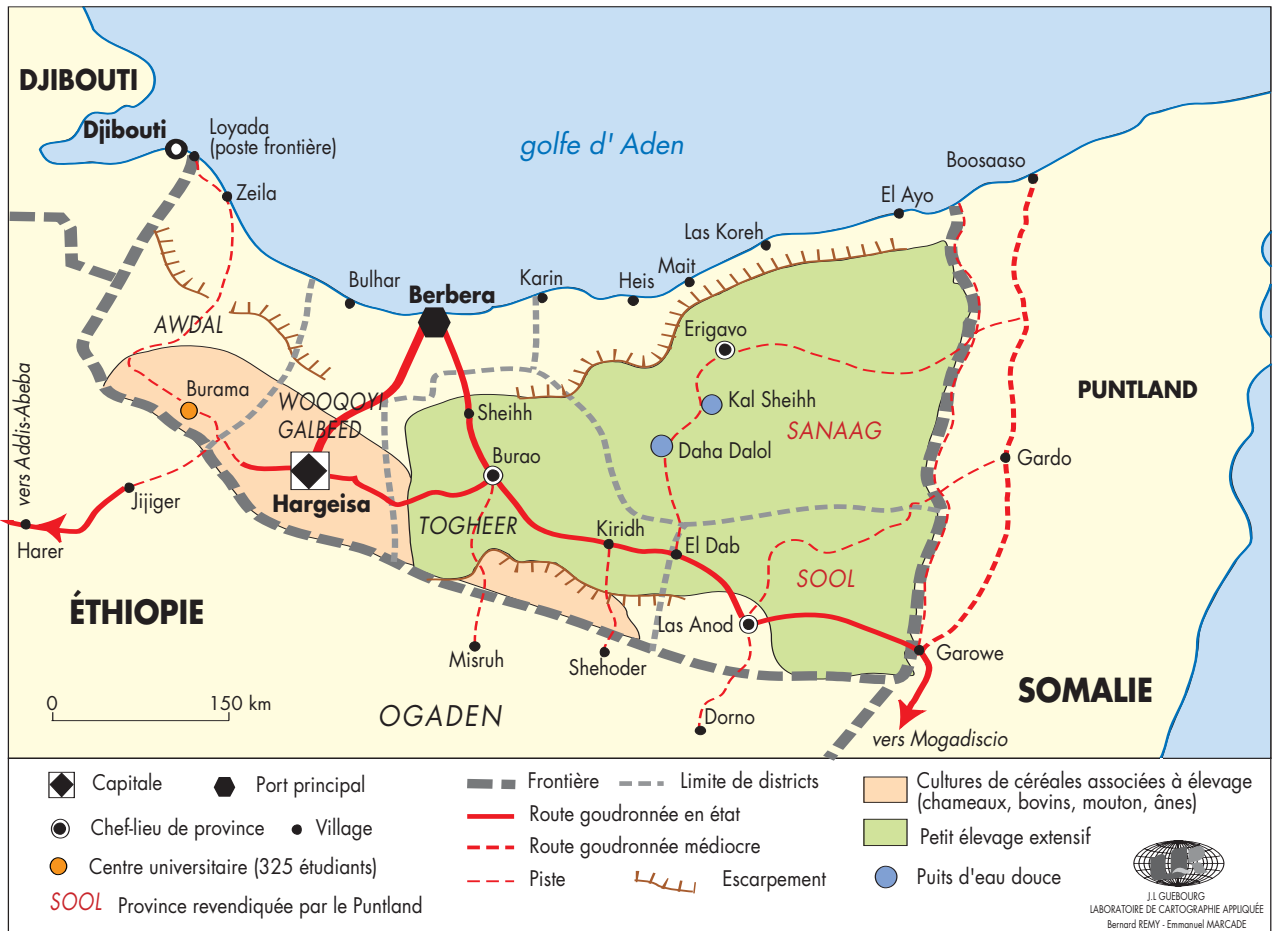 DJIBOUTI
Djibouti
Loyada
(poste frontière)
Zeila
golfe d' Aden
Boosaaso
El Ayo
Las Koreh
Mait
Heis
Karin
Berbera
Bulhar
AWDAL
Erigavo
Burama
WOOQOYI
GALBEED
Sheihh
Kal Sheihh
SANAAG
PUNTLAND
Daha Dalol
Burao
Gardo
vers Addis-Abeba
Jijiger
Hargeisa
Harer
TOGHEER
Kiridh
El Dab
SOOL
ÉTHIOPIE
Las Anod
Misruh
Shehoder
Garowe
SOMALIE
0 150 km
OGADEN
Dorno
vers Mogadiscio
Capitale
Port principal
Chef-lieu de province
Village
Centre universitaire (325 étudiants)
SOOL Province revendiquée par le Puntland
Frontière
Limite de districts
Route goudronnée en état
Route goudronnée médiocre
Piste
Escarpement
Cultures de céréales associées à élevage
(chameaux, bovins, mouton, ânes)
Petit élevage extensif
Puits d'eau douce
J.L GUEBOURG
LABORATOIRE DE CARTOGRAPHIE APPLIQUÉE
Bernard REMY - Emmanuel MARCADE